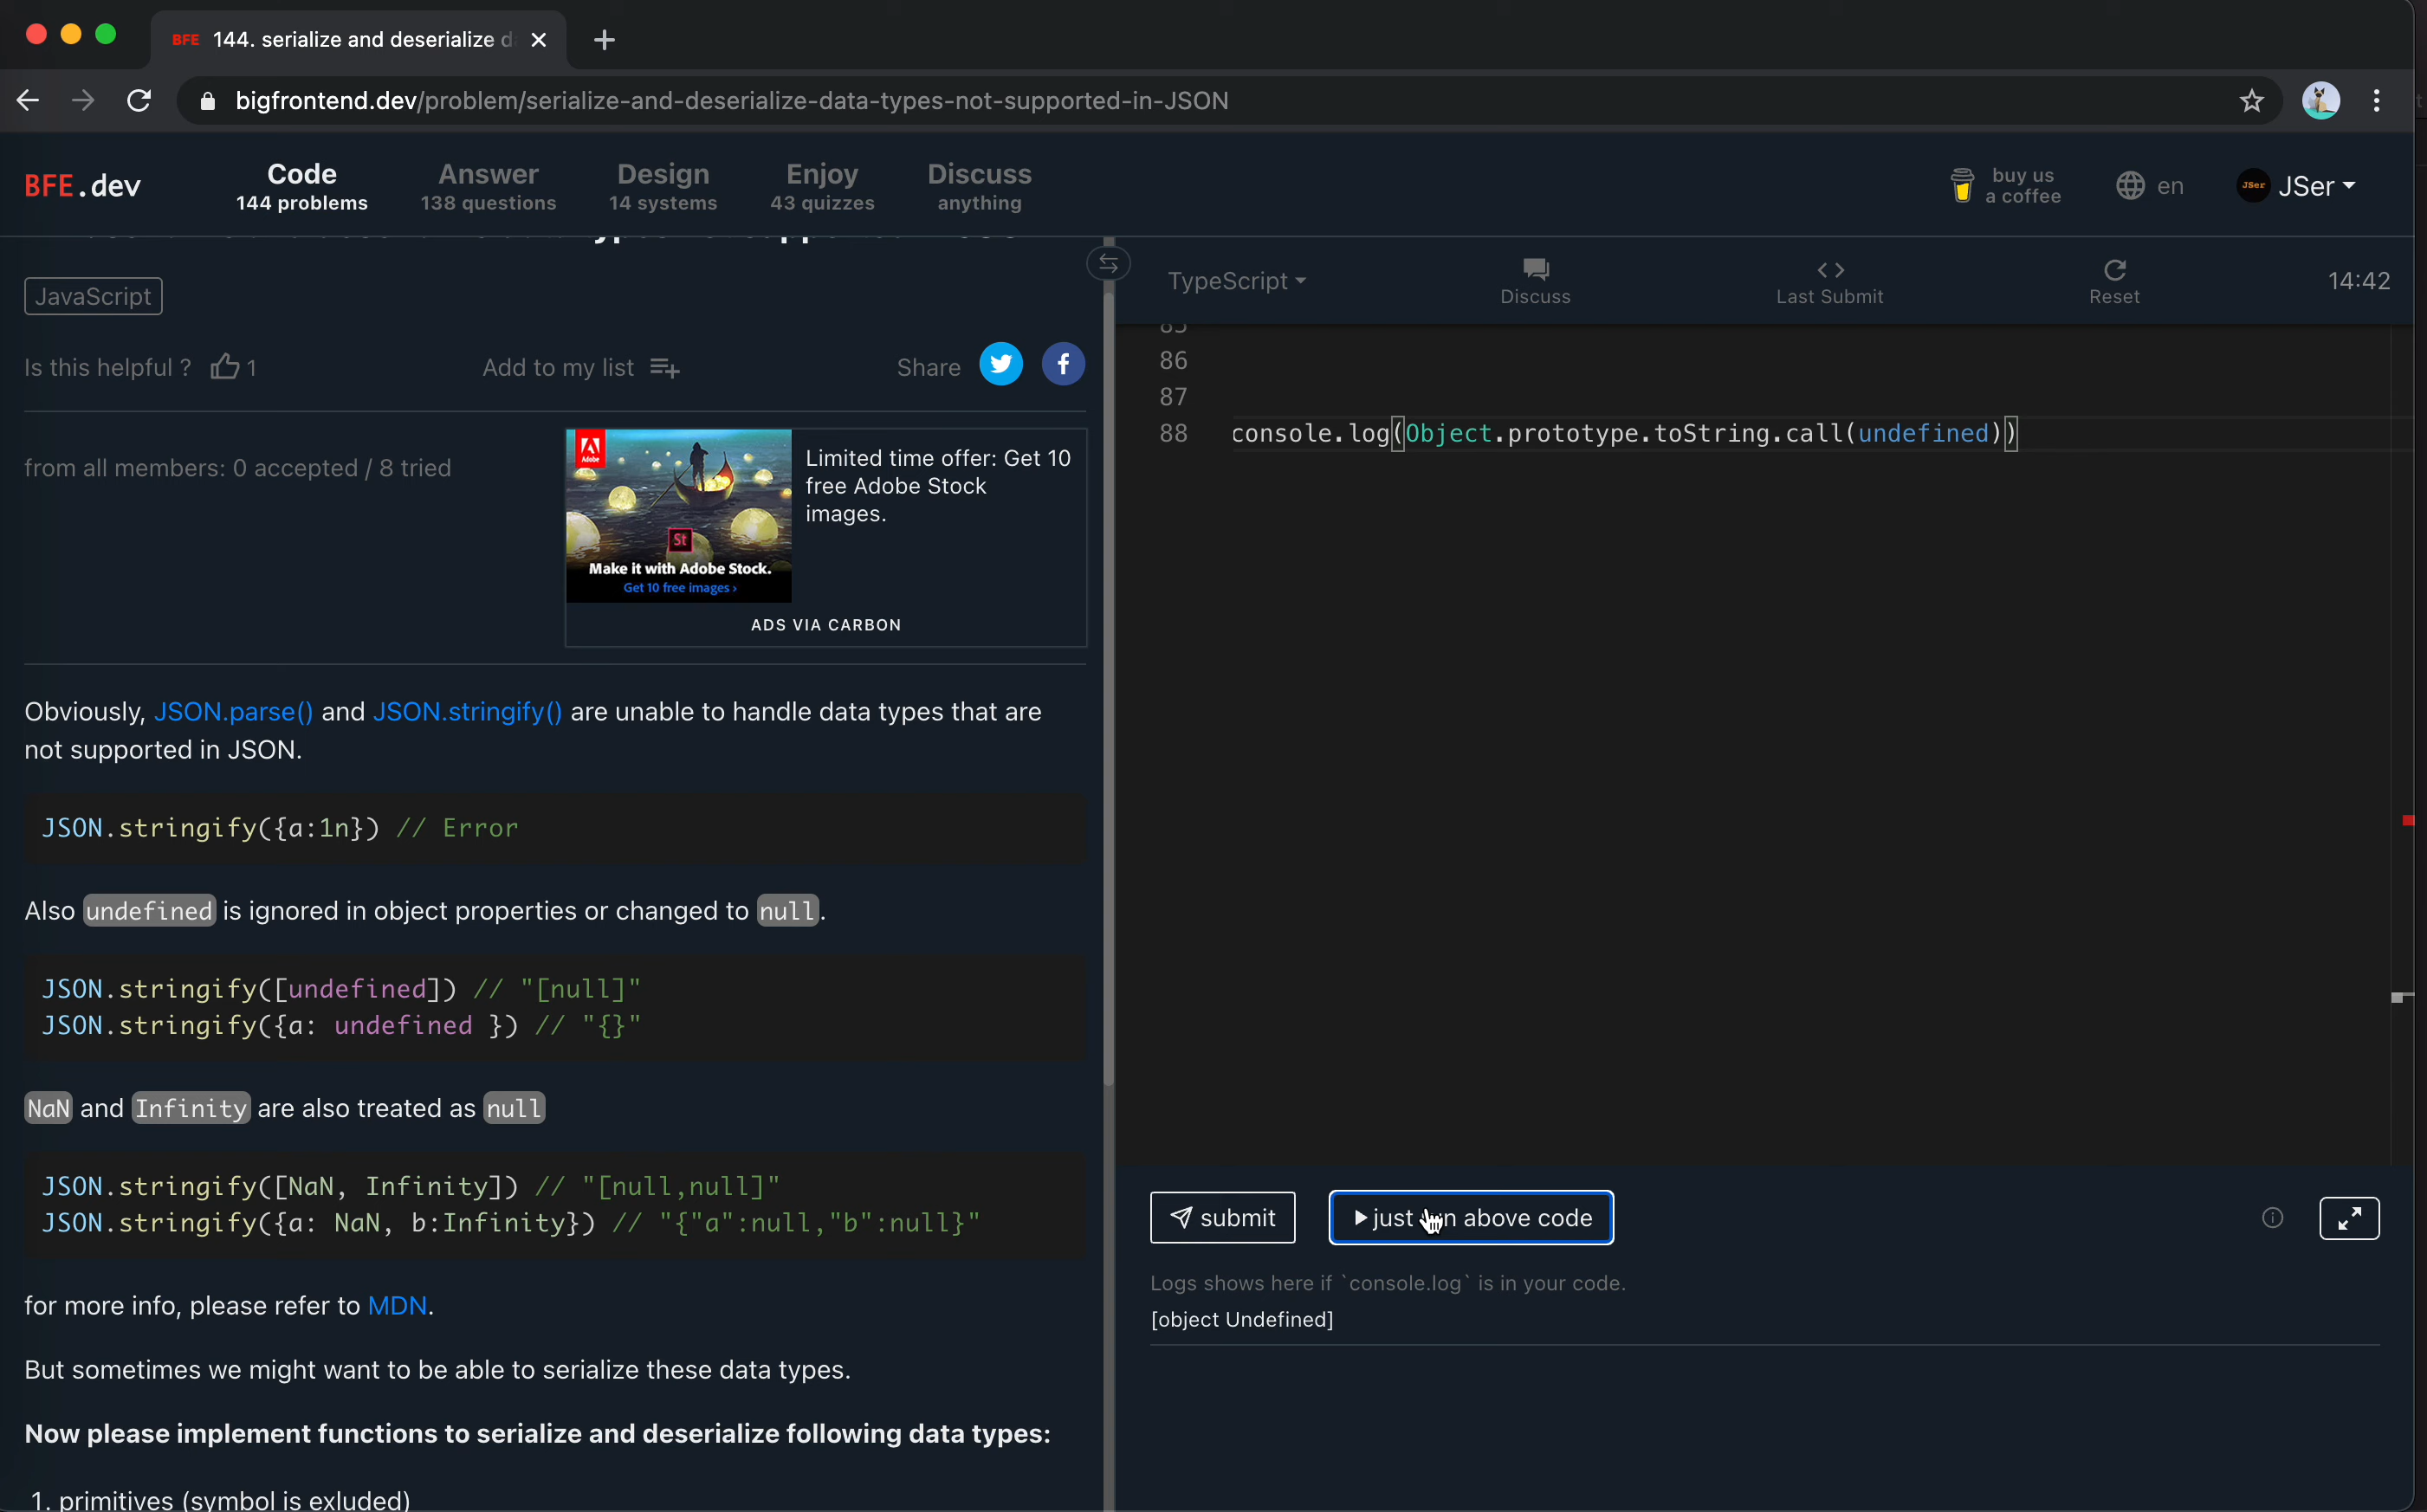 BFE 144. serialize and deserialize d
bigfrontend.dev/problem/serialize-and-deserialize-data-types-not-supported-in-JSON
BFE.dev
Code
144 problems
Answer
138 questions
Design
14 systems
Enjoy
43 quizzes
Discuss
anything
buy us
a coffee
en
JSer
JSer
JavaScript
Is this helpful ? 1
Add to my list
Share
from all members: 0 accepted / 8 tried
Adobe
St
Make it with Adobe Stock.
Get 10 free images ›
Limited time offer: Get 10
free Adobe Stock
images.
ADS VIA CARBON
Obviously, JSON.parse() and JSON.stringify() are unable to handle data types that are
not supported in JSON.
JSON.stringify({a:1n}) // Error
Also undefined is ignored in object properties or changed to null.
JSON.stringify([undefined]) // "[null]"
JSON.stringify({a: undefined }) // "{}"
NaN and Infinity are also treated as null
JSON.stringify([NaN, Infinity]) // "[null,null]"
JSON.stringify({a: NaN, b:Infinity}) // "{"a":null,"b":null}"
for more info, please refer to MDN.
But sometimes we might want to be able to serialize these data types.
Now please implement functions to serialize and deserialize following data types:
1. primitives (symbol is exluded)
TypeScript
Discuss
Last Submit
Reset
14:42
85
86
87
88 console.log(Object.prototype.toString.call(undefined))
submit
just above code
Logs shows here if `console.log` is in your code.
[object Undefined]